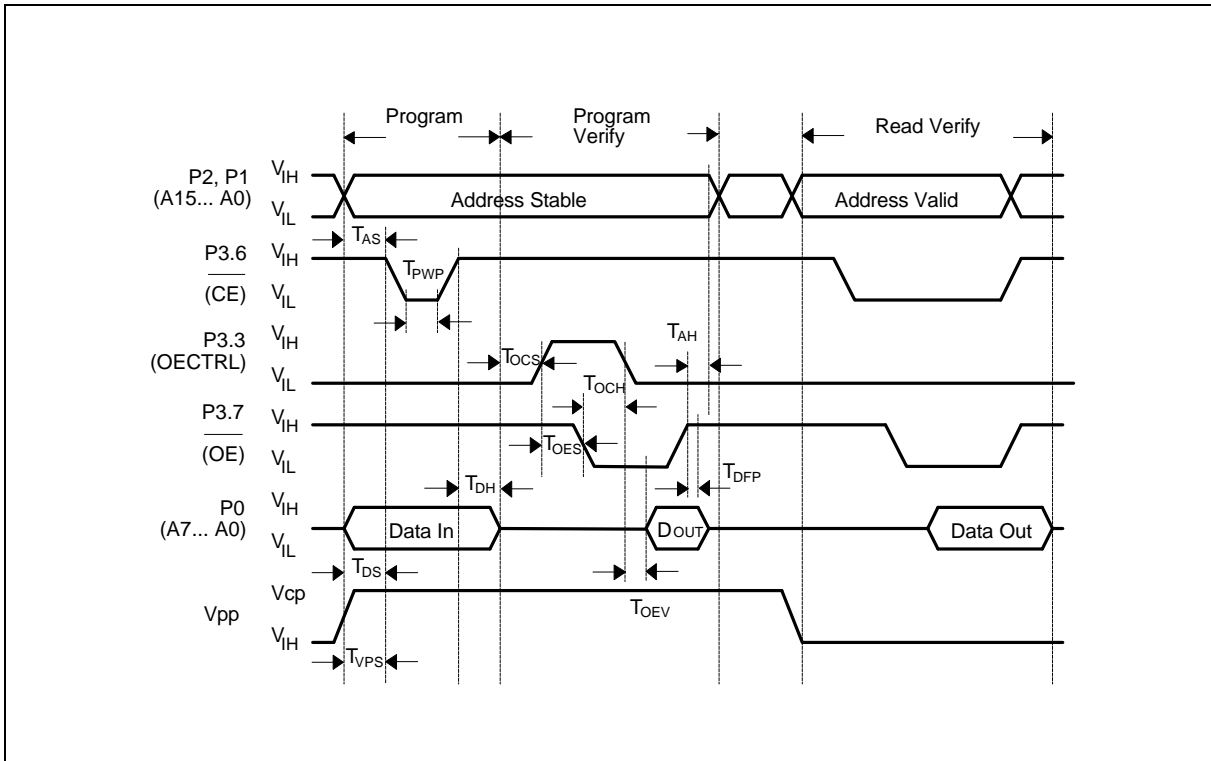 Program
Program
Verify
Read Verify
P2, P1
(A15... A0)
VIH
VIL
Address Stable
Address Valid
TAS
P3.6
(CE)
VIH
VIL
TPWP
P3.3
(OECTRL)
VIH
VIL
TOCS
TAH
TOCH
P3.7
(OE)
VIH
VIL
TOES
TDFP
TDH
P0
(A7... A0)
VIH
VIL
Data In
DOUT
Data Out
TDS
Vpp
Vcp
VIH
TOEV
TVPS